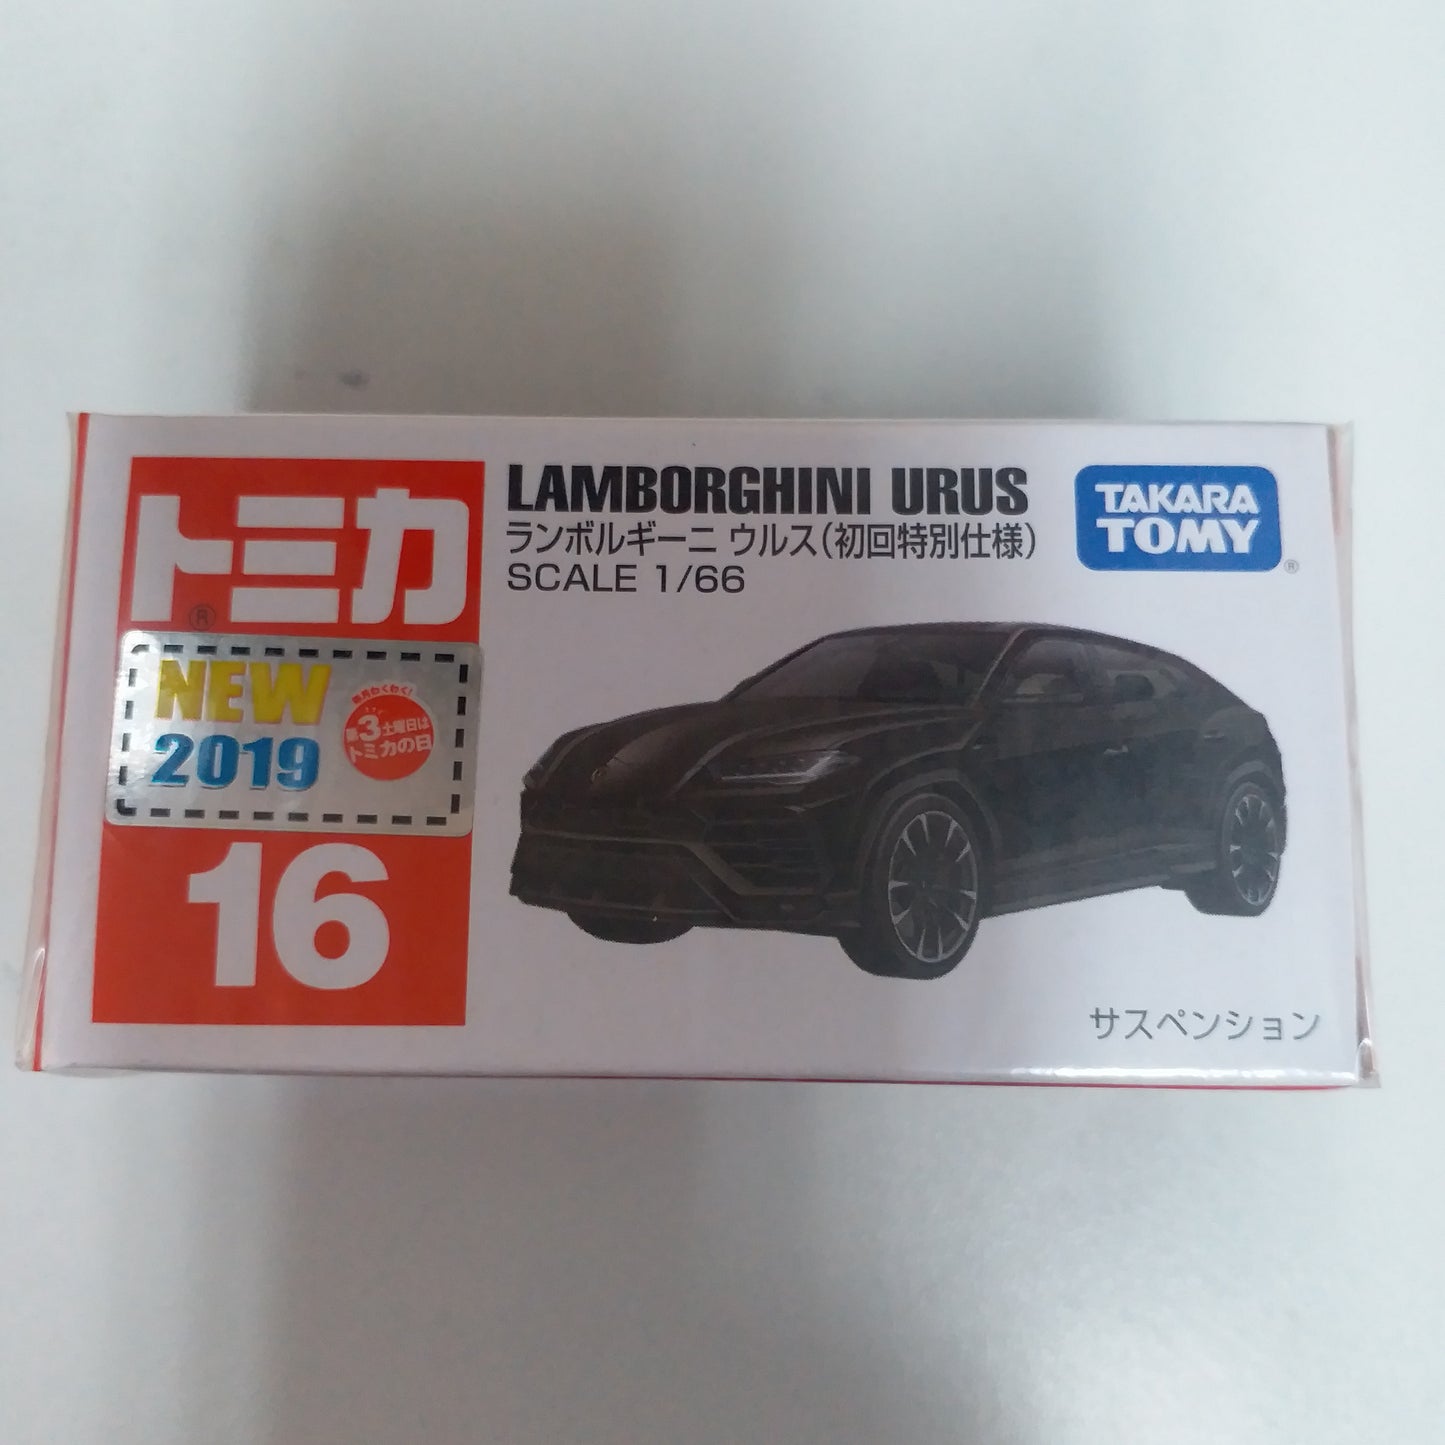 トミカ
®
NEW
2019
毎月わくわく!
第3土曜日は
トミカの日
16
LAMBORGHINI URUS
ランボルギーニ ウルス(初回特別仕様)
SCALE 1/66
TAKARA
TOMY
®
サスペンション